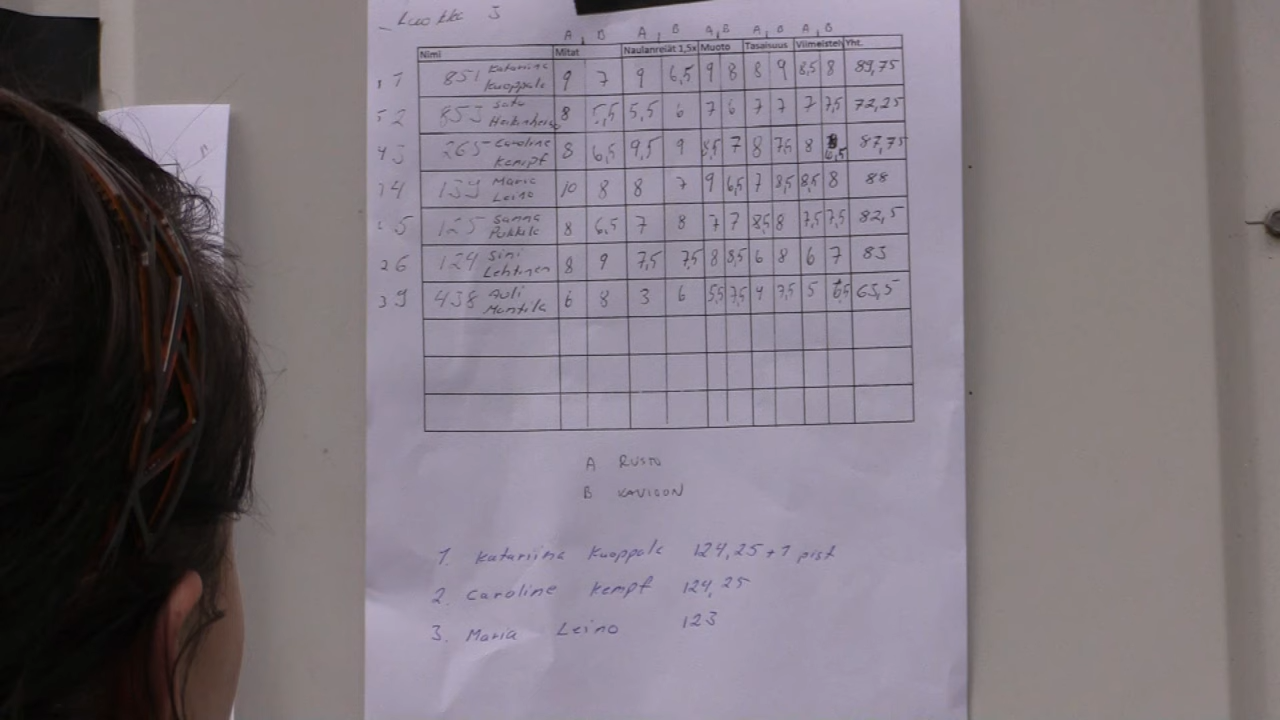 Luokka 3
A B A B A B A B A B
Nimi Mitat Naulanreiät 1,5x Muoto Tasaisuus Viimeistel Yht.
1 851 Katariina Kuoppala 9 7 9 6,5 9 8 8 9 8,5 8 89,75
2 853 Satu 8 5,5 5,5 6 7 6 7 7 7 7,5 72,25
3 265 Caroline Kempf 8 6,5 9,5 9 8,5 7 8 7,5 8 6,5 87,75
4 139 Maria Leino 10 8 8 7 9 6,5 7 8,5 8,5 8 88
5 125 Sanna Pukkila 8 6,5 7 8 7 7 8,5 8 7,5 7,5 82,5
6 124 Sini Lehtinen 8 9 7,5 7,5 8 8,5 6 8 6 7 83
9 438 Auli Manttila 6 8 3 6 5,5 7,5 4 7,5 5 6,5 63,5
A RUSTO
B KAVIOON
1. Katariina Kuoppala 124,25 + 1 pist
2. Caroline Kempf 124,25
3. Maria Leino 123